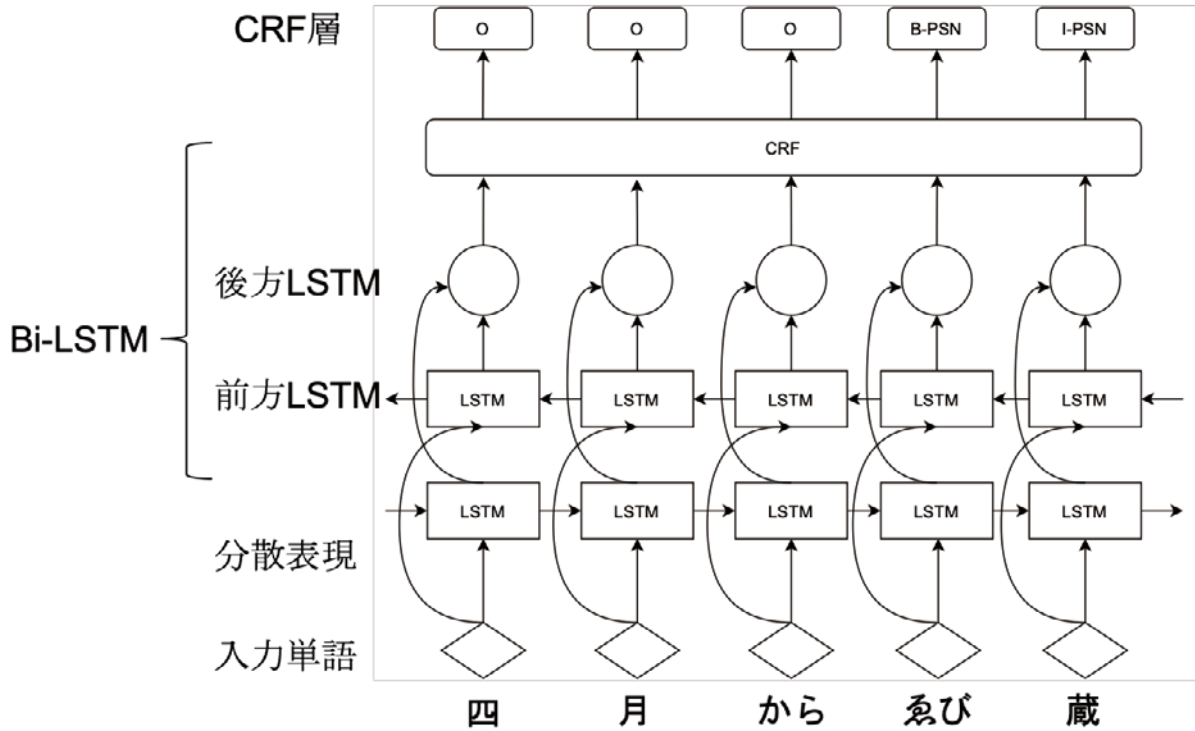 CRF層 O O O B-PSN I-PSN
CRF
後方LSTM
Bi-LSTM
前方LSTM LSTM LSTM LSTM LSTM LSTM
LSTM LSTM LSTM LSTM LSTM
分散表現
入力単語
四 月 から ゑび 蔵